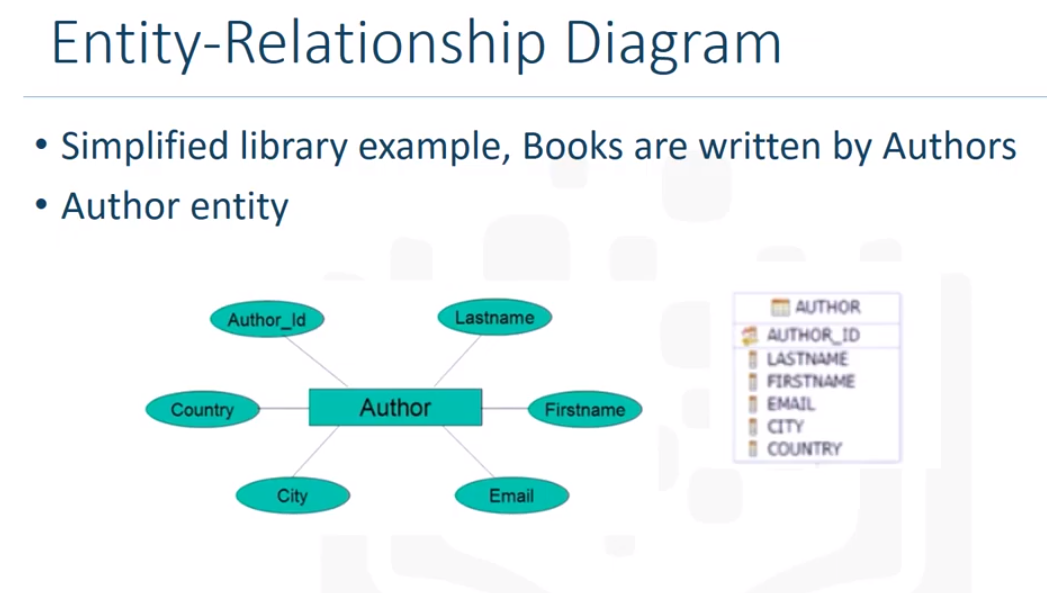 Entity-Relationship Diagram
• Simplified library example, Books are written by Authors
• Author entity
Author_Id
Lastname
Country
Author
Firstname
City
Email
AUTHOR
AUTHOR_ID
LASTNAME
FIRSTNAME
EMAIL
CITY
COUNTRY